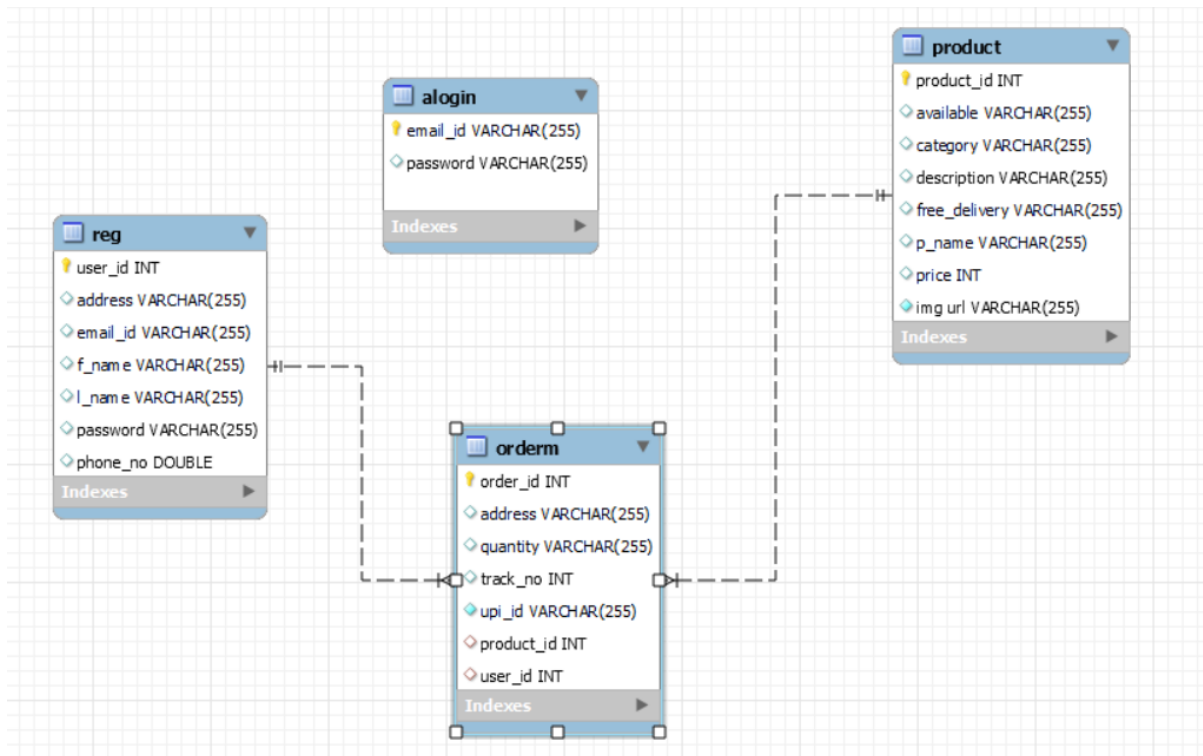 product
product_id INT
available VARCHAR(255)
category VARCHAR(255)
description VARCHAR(255)
free_delivery VARCHAR(255)
p_name VARCHAR(255)
price INT
img url VARCHAR(255)
Indexes
alogin
email_id VARCHAR(255)
password VARCHAR(255)
Indexes
reg
user_id INT
address VARCHAR(255)
email_id VARCHAR(255)
f_name VARCHAR(255)
l_name VARCHAR(255)
password VARCHAR(255)
phone_no DOUBLE
Indexes
orderm
order_id INT
address VARCHAR(255)
quantity VARCHAR(255)
track_no INT
upi_id VARCHAR(255)
product_id INT
user_id INT
Indexes